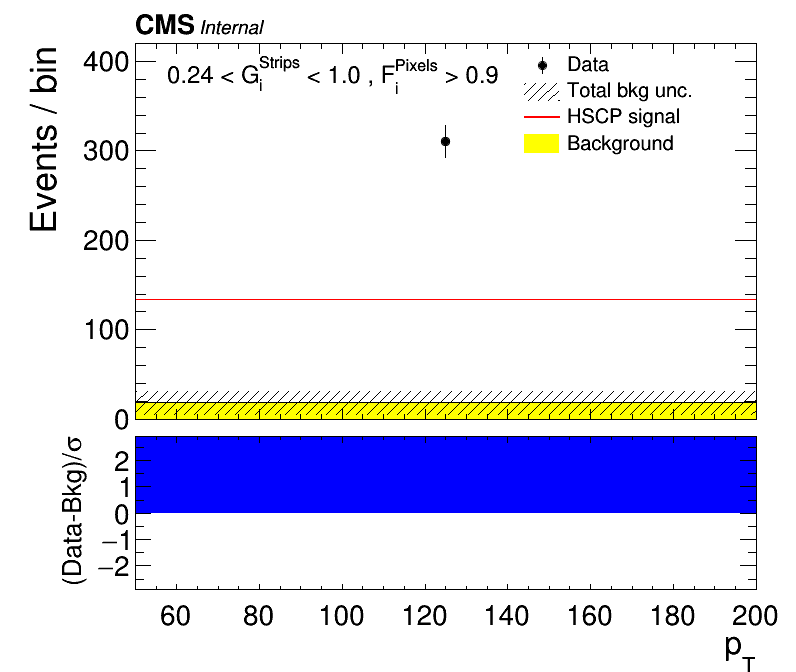 CMS Internal
0.24 < G_i^Strips < 1.0 , F_i^Pixels > 0.9
Data
Total bkg unc.
HSCP signal
Background
Events / bin
400
300
200
100
0
(Data-Bkg)/σ
2
1
0
−1
−2
60 80 100 120 140 160 180 200
p_T